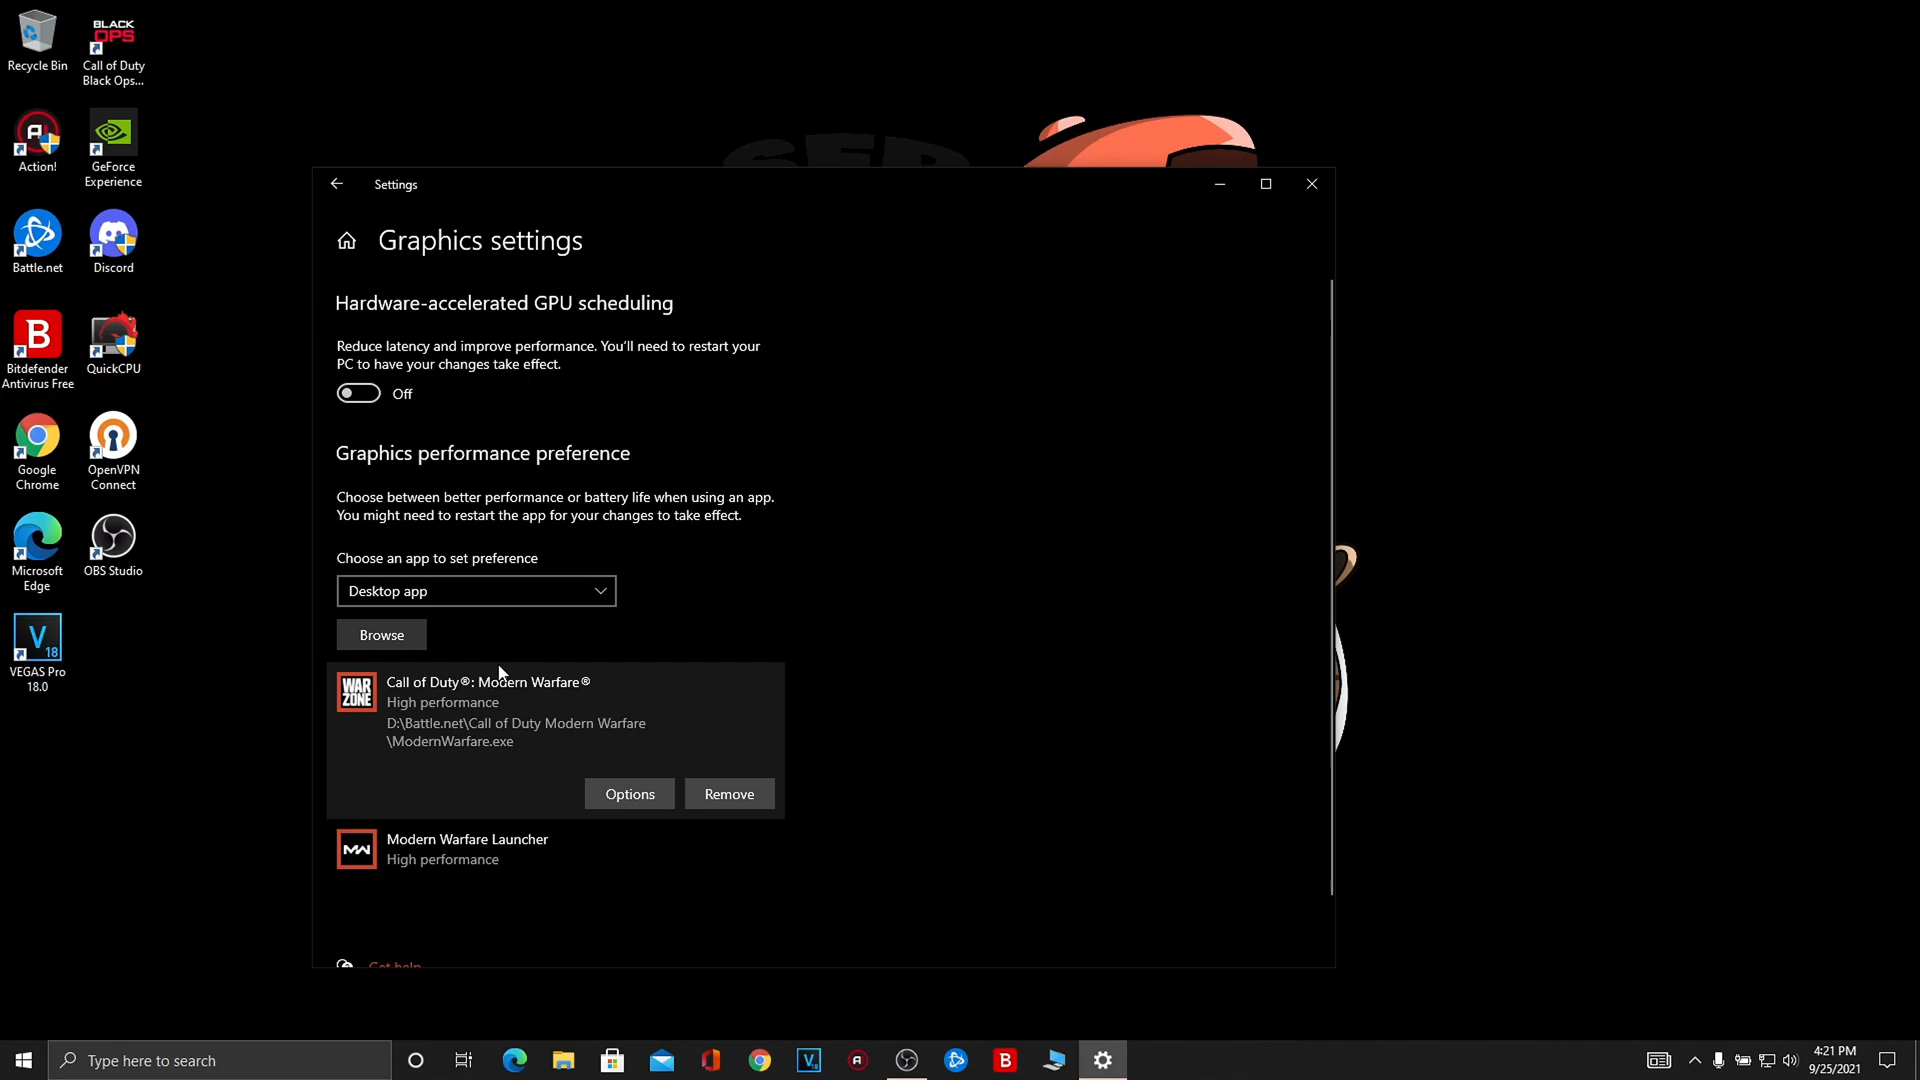 Recycle Bin
BLACK
OPS
Call of Duty
Black Ops...
Action!
GeForce
Experience
Battle.net
Discord
B
Bitdefender
Antivirus Free
QuickCPU
Google
Chrome
OpenVPN
Connect
Microsoft
Edge
OBS Studio
V
18
VEGAS Pro
18.0
Settings
Graphics settings
Hardware-accelerated GPU scheduling
Reduce latency and improve performance. You'll need to restart your
PC to have your changes take effect.
Off
Graphics performance preference
Choose between better performance or battery life when using an app.
You might need to restart the app for your changes to take effect.
Choose an app to set preference
Desktop app
Browse
WAR
ZONE
Call of Duty®: Modern Warfare®
High performance
D:\Battle.net\Call of Duty Modern Warfare
\ModernWarfare.exe
Options
Remove
MW
Modern Warfare Launcher
High performance
Get help
Type here to search
4:21 PM
9/25/2021